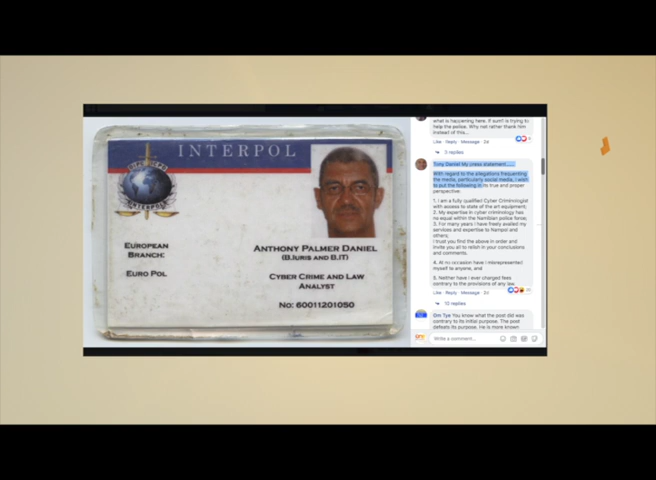 INTERPOL
EUROPEAN
BRANCH:
EURO POL
ANTHONY PALMER DANIEL
(B.IURIS AND B.IT)
CYBER CRIME AND LAW
ANALYST
No: 60011201050
what is happening here. If
is trying to
help the police. Why not rather thank him
instead of this...
Like · Reply · Message · 2d
3 replies
Tony Daniel My press statement......
With regard to the allegations frequenting
the media, particularly social media, I wish
to put the following in its true and proper
perspective:
1. I am a fully qualified Cyber Criminologist
with access to state of the art equipment;
2. My expertise in cyber criminology has
no equal within the Namibian police force;
3. For many years I have freely availed my
services and expertise to Nampol and
others;
I trust you find the above in order and
invite you all to relish in your conclusions
and comments.
4. At no occasion have I misrepresented
myself to anyone, and
5. Neither have I ever charged fees
contrary to the provisions of any law.
Like · Reply · Message · 2d
10 replies
Om Tye You know what the post did was
contrary to its initial purpose. The post
defeats its purpose. He is more known
Write a comment...